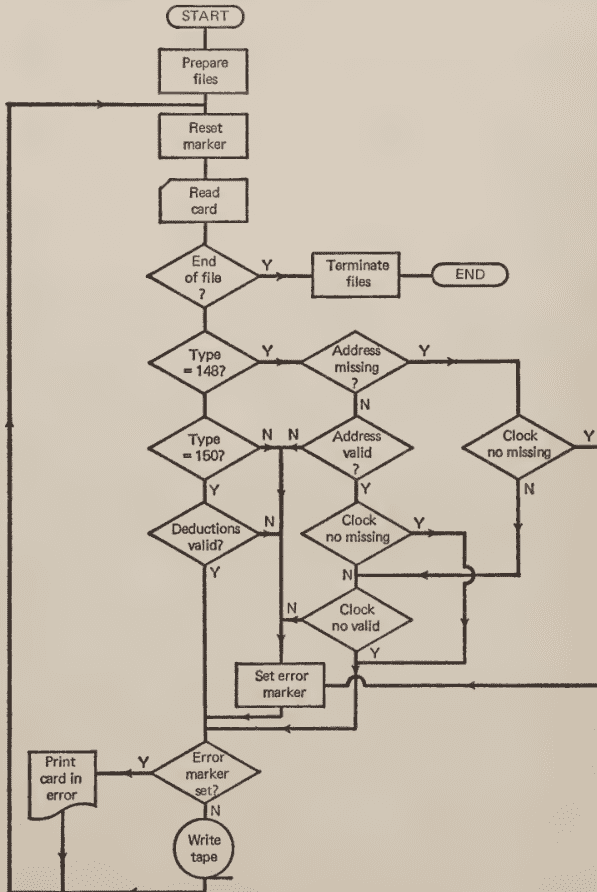 START
Prepare
files
Reset
marker
Read
card
End
of file
?
Y
Terminate
files
END
Type
= 148?
Y
Address
missing
?
Y
N
Type
= 150?
N
N
Address
valid
?
Clock
no missing
Y
Y
Y
N
Deductions
valid?
N
Clock
no missing
Y
Y
N
N
Clock
no valid
Y
Set error
marker
Print
card in
error
Y
Error
marker
set?
N
Write
tape